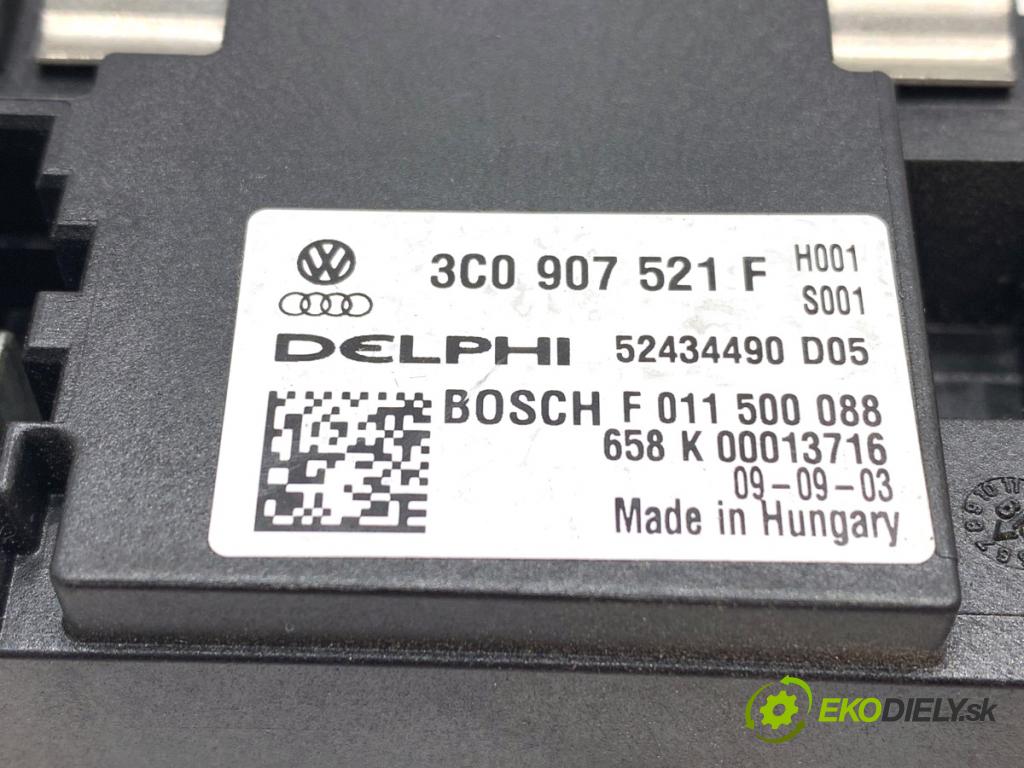 3C0 907 521 F H001
S001
DELPHI 52434490 D05
BOSCH F 011 500 088
658 K 00013716
09-09-03
Made in Hungary
EKODIELY.sk